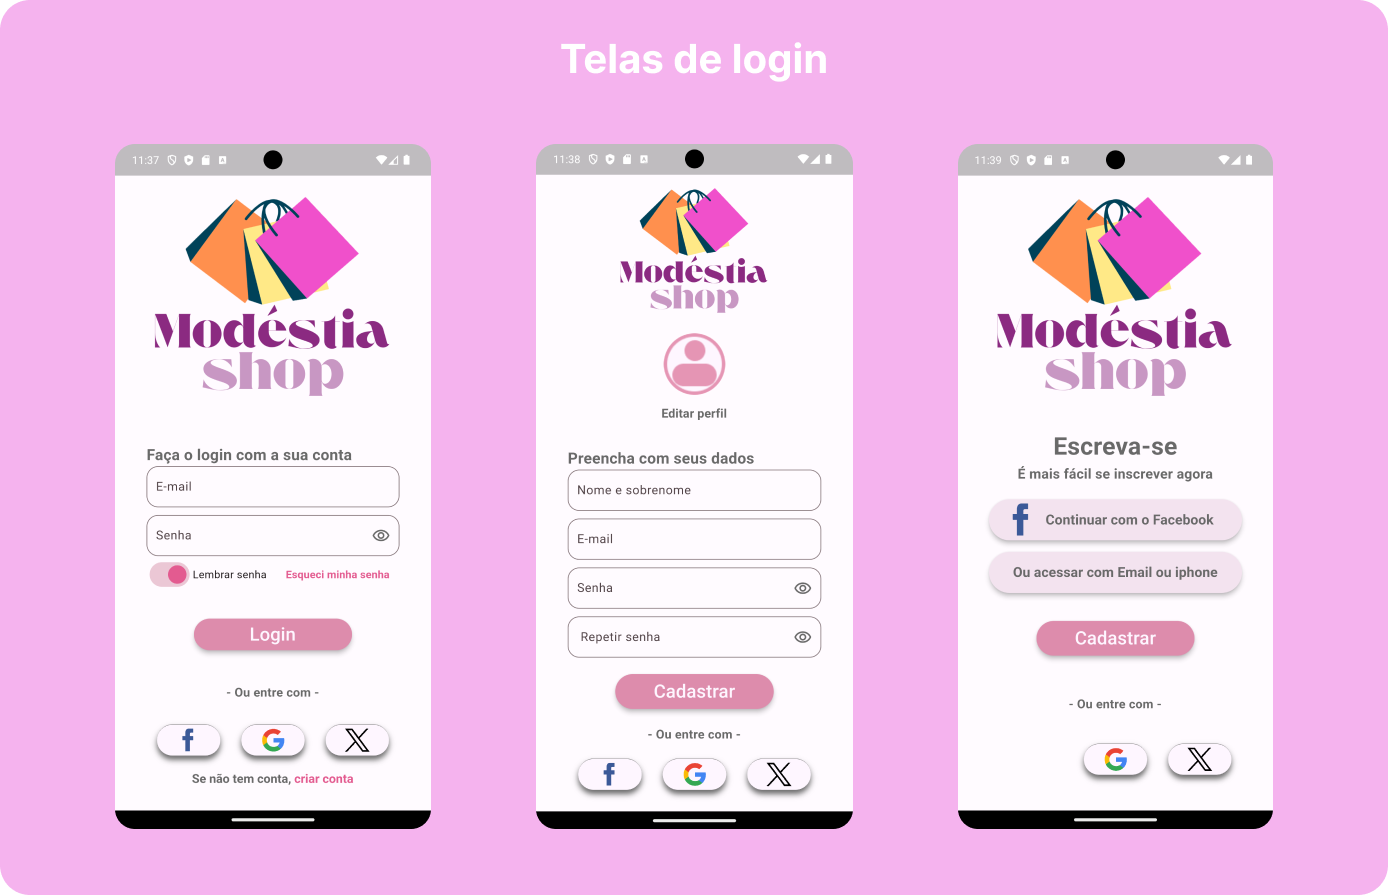 Telas de login
11:37
Modéstia
shop
Faça o login com a sua conta
E-mail
Senha
Lembrar senha Esqueci minha senha
Login
- Ou entre com -
Se não tem conta, criar conta
11:38
Modéstia
shop
Editar perfil
Preencha com seus dados
Nome e sobrenome
E-mail
Senha
Repetir senha
Cadastrar
- Ou entre com -
11:39
Modéstia
shop
Escreva-se
É mais fácil se inscrever agora
Continuar com o Facebook
Ou acessar com Email ou iphone
Cadastrar
- Ou entre com -